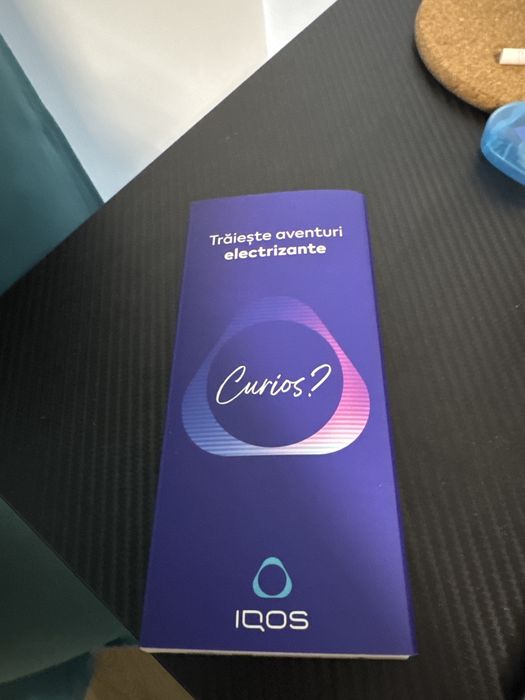 Trăiește aventuri
electrizante
Curios?
IQOS